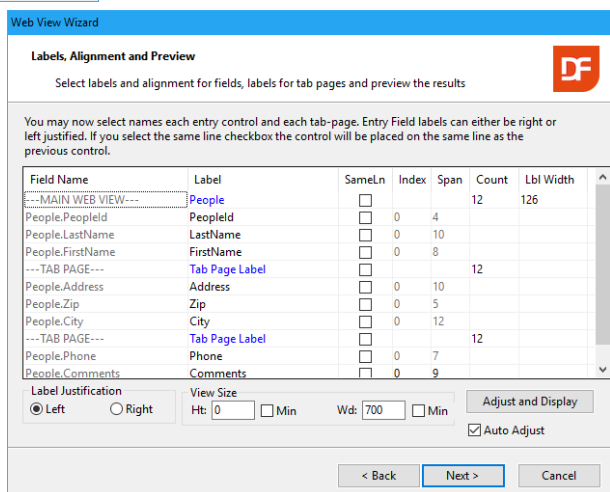 Web View Wizard
Labels, Alignment and Preview
Select labels and alignment for fields, labels for tab pages and preview the results
DF
You may now select names each entry control and each tab-page. Entry Field labels can either be right or
left justified. If you select the same line checkbox the control will be placed on the same line as the
previous control.
Field Name Label SameLn Index Span Count Lbl Width
---MAIN WEB VIEW--- People 12 126
People.PeopleId PeopleId 0 4
People.LastName LastName 0 10
People.FirstName FirstName 0 8
---TAB PAGE--- Tab Page Label 12
People.Address Address 0 10
People.Zip Zip 0 5
People.City City 0 12
---TAB PAGE--- Tab Page Label 12
People.Phone Phone 0 7
People.Comments Comments 0 9
Label Justification View Size
Left Right Ht: 0 Min Wd: 700 Min Adjust and Display
Auto Adjust
< Back Next > Cancel